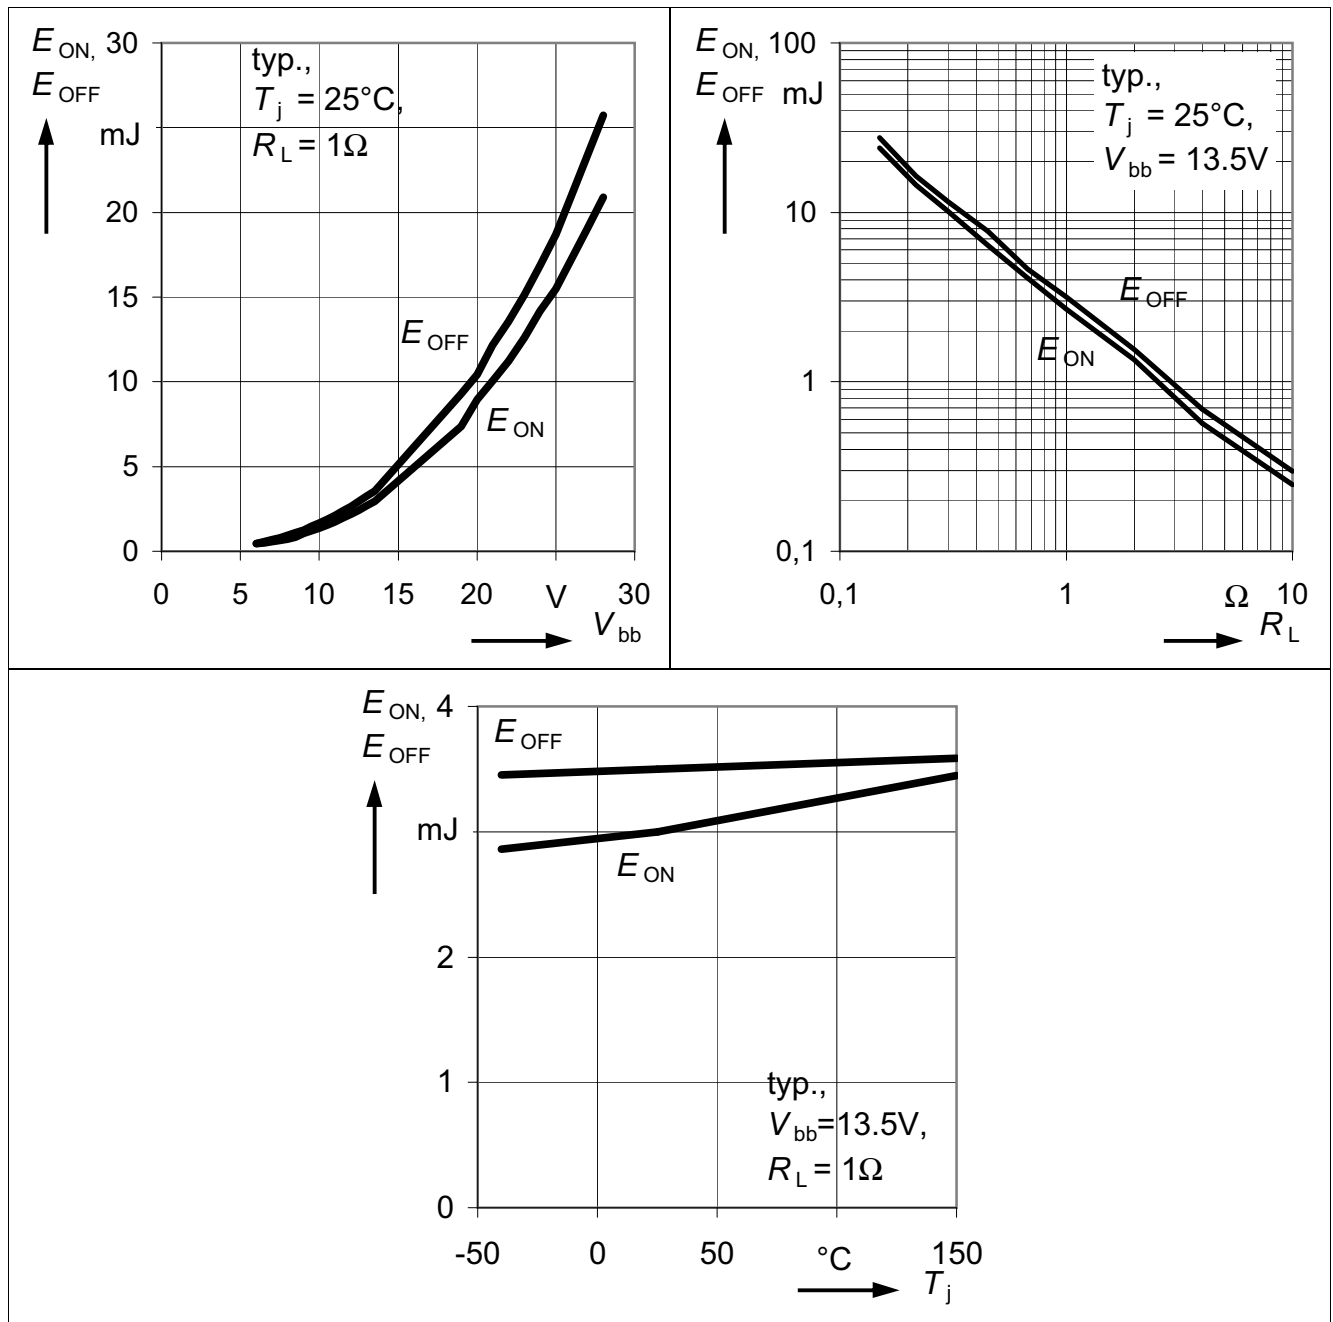 E ON, 30
E OFF
mJ
typ.,
T j = 25°C,
R L = 1Ω
20
15
10
5
0
E OFF
E ON
0 5 10 15 20 V 30
V bb
E ON, 100
E OFF mJ
typ.,
T j = 25°C,
V bb = 13.5V
10
1
0,1
E OFF
E ON
0,1 1 Ω 10
R L
E ON, 4
E OFF
mJ
2
1
0
E OFF
E ON
typ.,
V bb=13.5V,
R L = 1Ω
-50 0 50 °C 150
T j